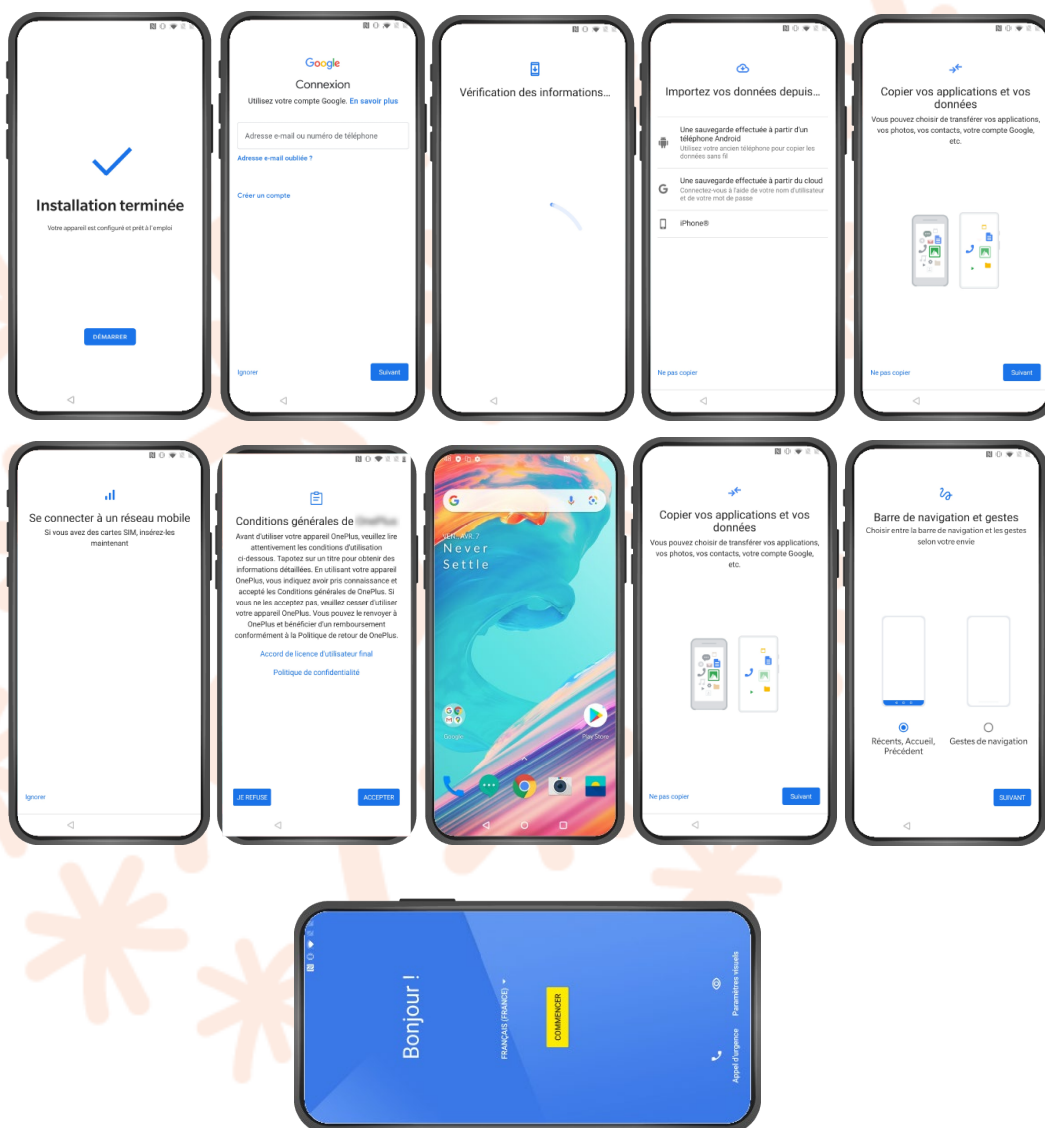 Installation terminée
Votre appareil est configuré et prêt à l'emploi
DÉMARRER
Google
Connexion
Utilisez votre compte Google. En savoir plus
Adresse e-mail ou numéro de téléphone
Adresse e-mail oubliée ?
Créer un compte
Ignorer
Suivant
Vérification des informations...
Importez vos données depuis...
Une sauvegarde effectuée à partir d'un
téléphone Android
Utilisez votre ancien téléphone pour copier les
données sans fil
G
Une sauvegarde effectuée à partir du cloud
Connectez-vous à l'aide de votre nom d'utilisateur
et de votre mot de passe
iPhone®
Ne pas copier
Copier vos applications et vos
données
Vous pouvez choisir de transférer vos applications,
vos photos, vos contacts, votre compte Google,
etc.
Ne pas copier
Suivant
Se connecter à un réseau mobile
Si vous avez des cartes SIM, insérez-les
maintenant
Ignorer
Conditions générales de
Avant d'utiliser votre appareil OnePlus, veuillez lire
attentivement les conditions d'utilisation
ci-dessous. Tapotez sur un titre pour obtenir des
informations détaillées. En utilisant votre appareil
OnePlus, vous indiquez avoir pris connaissance et
accepté les Conditions générales de OnePlus. Si
vous ne les acceptez pas, veuillez cesser d'utiliser
votre appareil OnePlus. Vous pouvez le renvoyer à
OnePlus et bénéficier d'un remboursement
conformément à la Politique de retour de OnePlus.
Accord de licence d'utilisateur final
Politique de confidentialité
JE REFUSE
ACCEPTER
G
VEN. AVR. 7
Never
Settle
Google
Play Store
Copier vos applications et vos
données
Vous pouvez choisir de transférer vos applications,
vos photos, vos contacts, votre compte Google,
etc.
Ne pas copier
Suivant
Barre de navigation et gestes
Choisir entre la barre de navigation et les gestes
selon votre envie
Récents, Accueil,
Précédent
Gestes de navigation
SUIVANT
Bonjour !
FRANÇAIS (FRANCE)
COMMENCER
Appel d'urgence
Paramètres visuels